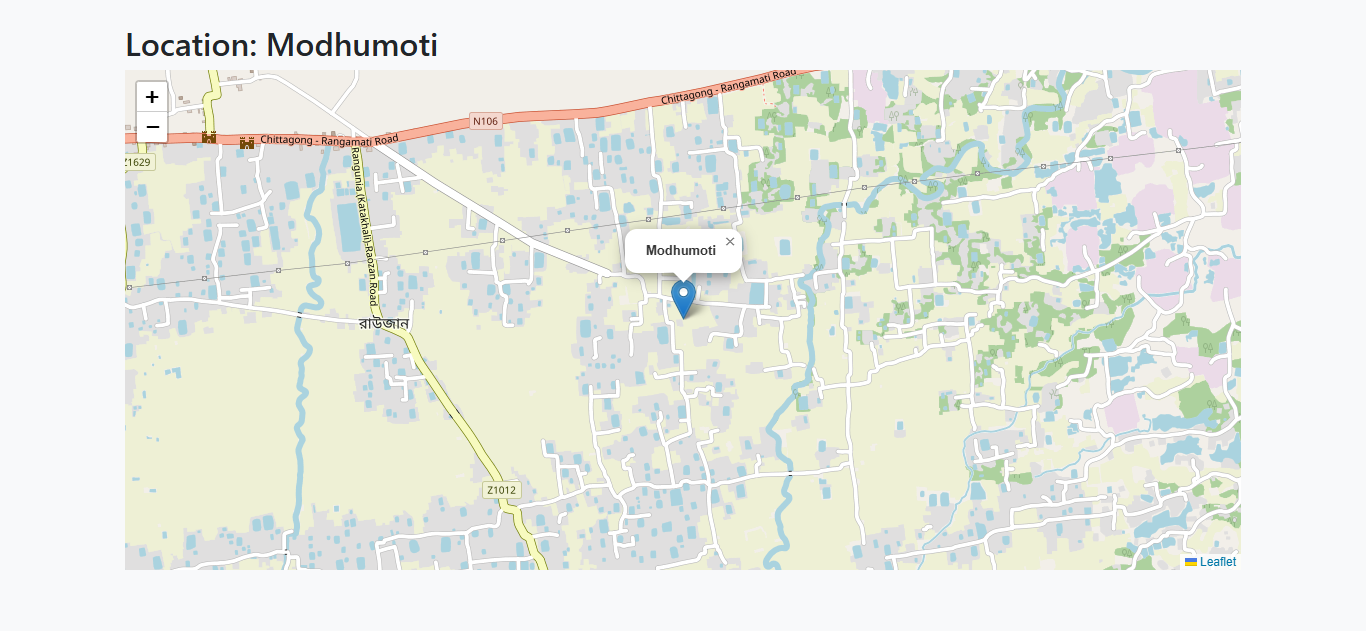 Location: Modhumoti
+
−
Chittagong - Rangamati Road
N106
Chittagong - Rangamati Road
Z1629
Rangunia (Katakhali)-Raozan Road
Modhumoti
×
রাউজান
Z1012
Leaflet